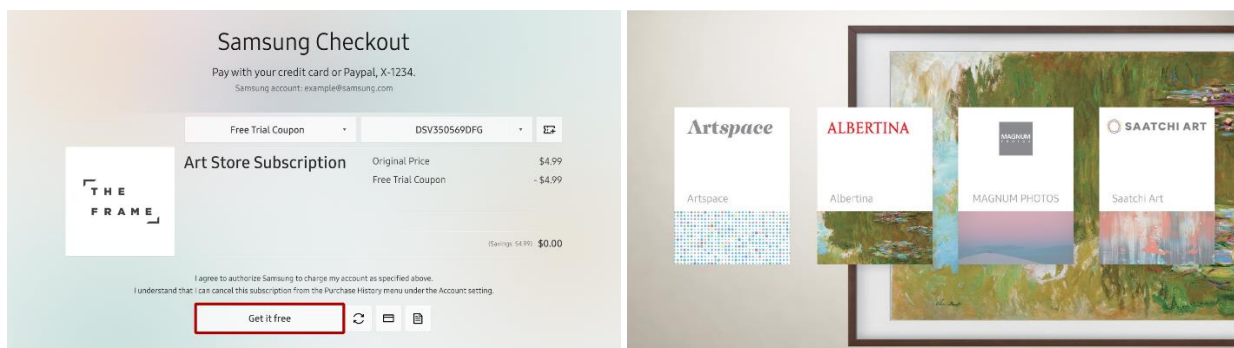 Samsung Checkout
Pay with your credit card or Paypal, X-1234.
Samsung account: example@samsung.com
Free Trial Coupon
DSV350569DFG
THE
FRAME
Art Store Subscription
Original Price
$4.99
Free Trial Coupon
- $4.99
(Savings $4.99) $0.00
I agree to authorize Samsung to charge my account as specified above.
I understand that I can cancel this subscription from the Purchase History menu under the Account setting.
Get it free
Artspace
Artspace
ALBERTINA
Albertina
MAGNUM
PHOTOS
MAGNUM PHOTOS
SAATCHI ART
Saatchi Art